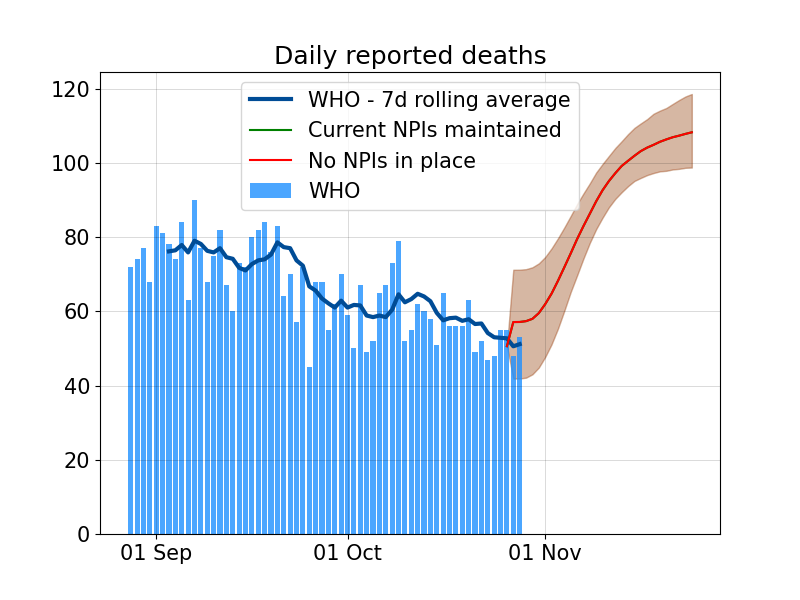 Daily reported deaths
WHO - 7d rolling average
Current NPIs maintained
No NPIs in place
WHO
120
100
80
60
40
20
0
01 Sep
01 Oct
01 Nov